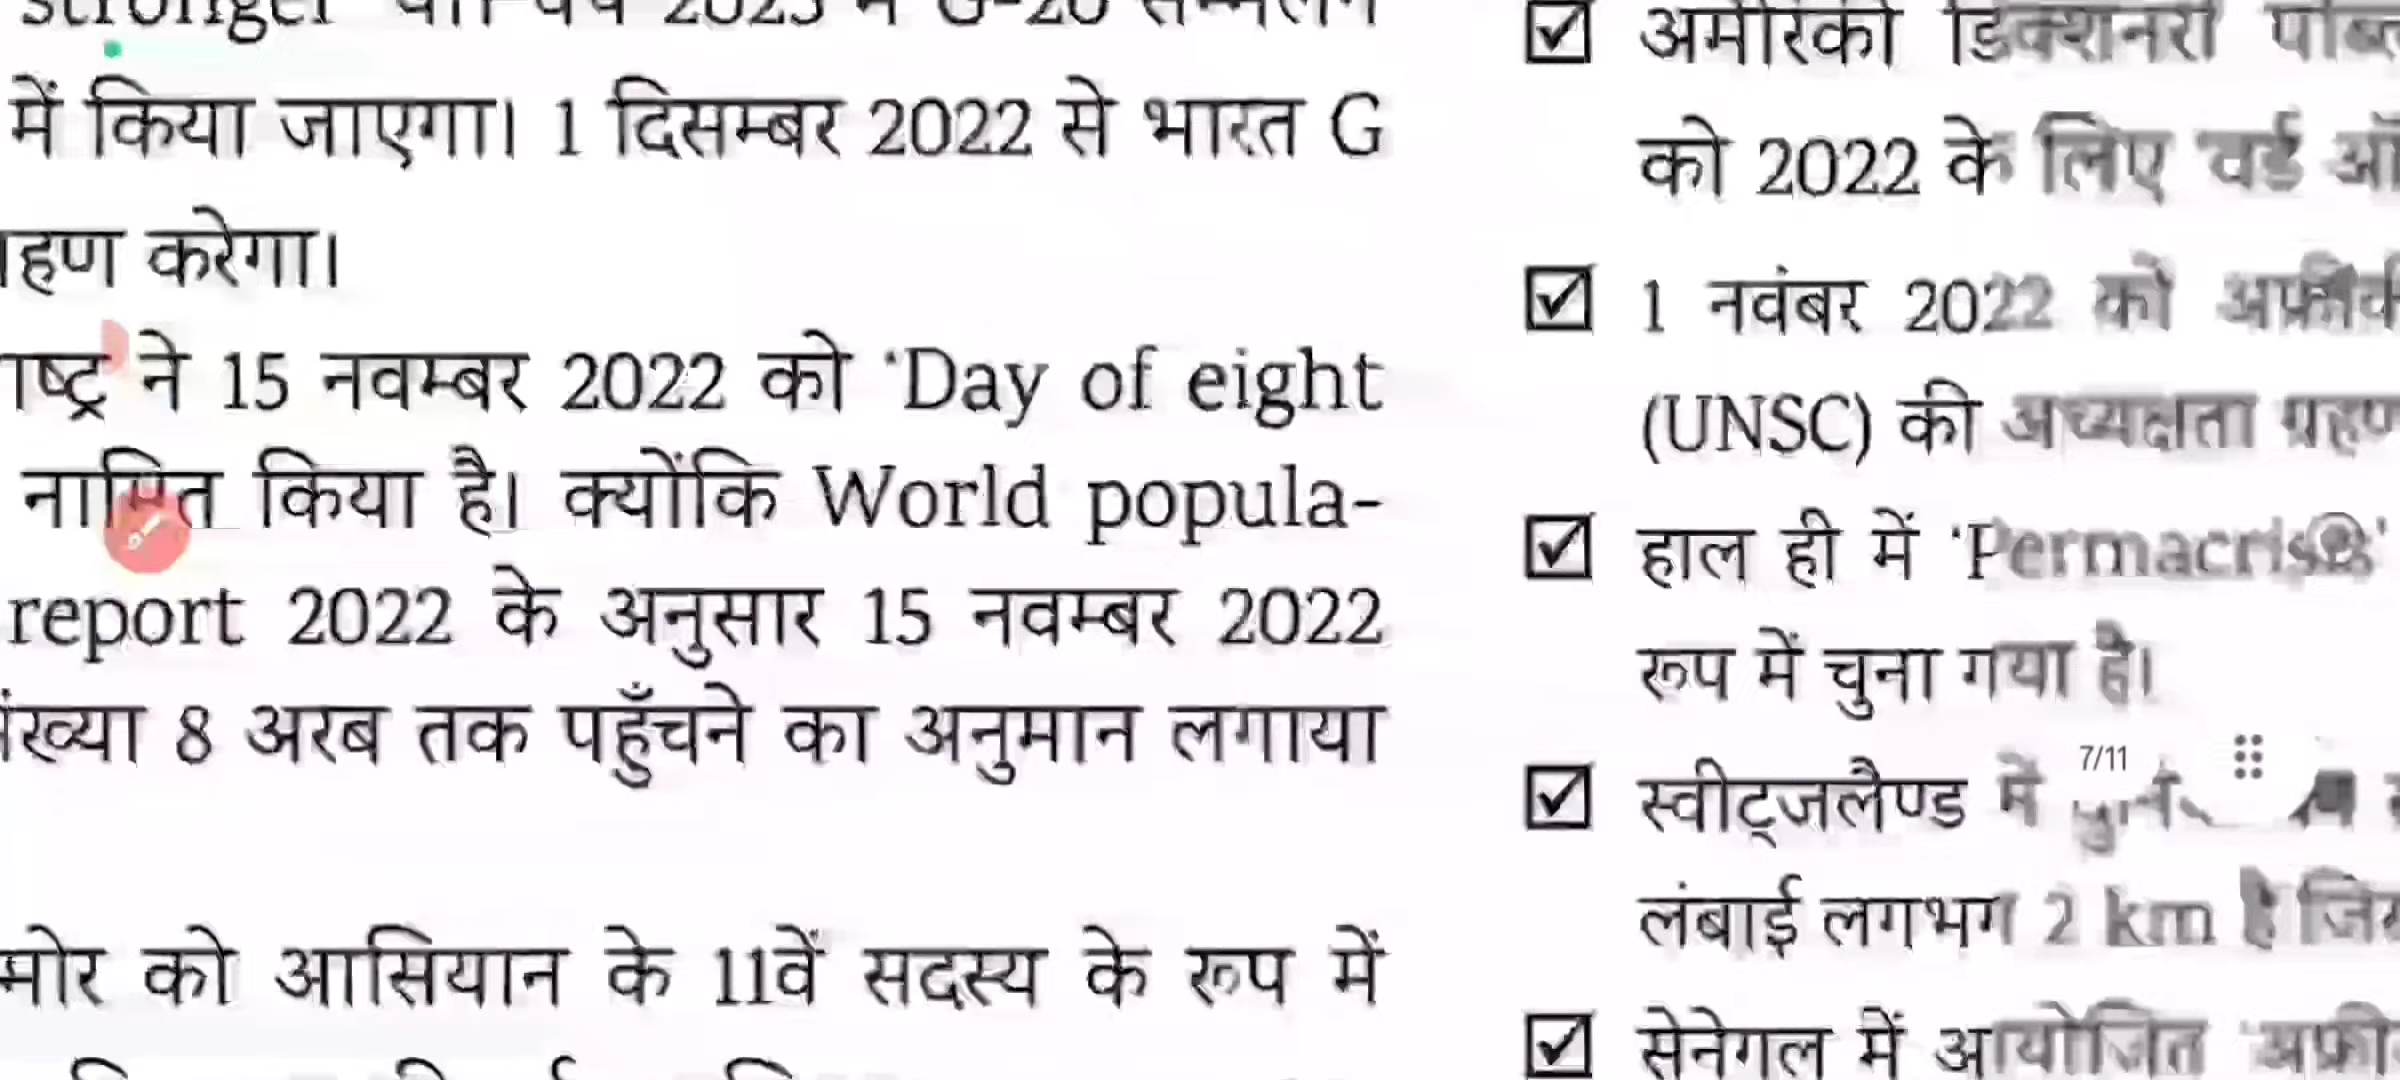 stronger
में किया जाएगा। 1 दिसम्बर 2022 से भारत G
करेगा।
ने 15 नवम्बर 2022 को 'Day of eight
नामित किया है। क्योंकि World popula-
report 2022 के अनुसार 15 नवम्बर 2022
8 अरब तक पहुँचने का अनुमान लगाया
को आसियान के 11वें सदस्य के रूप में
अमेरिकी डिक्शनरी
को 2022 के लिए वर्ड
1 नवंबर 2022 को
(UNSC) की अध्यक्षता
हाल ही में 'Permacrisis'
रूप में चुना गया है।
स्वीट्जलैण्ड में
7/11
लंबाई लगभग 2 km है
सेनेगल में आयोजित